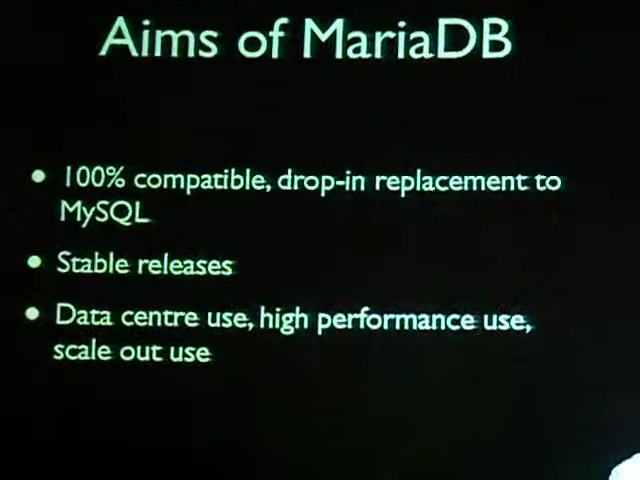 Aims of MariaDB
• 100% compatible, drop-in replacement to
MySQL
• Stable releases
• Data centre use, high performance use,
scale out use